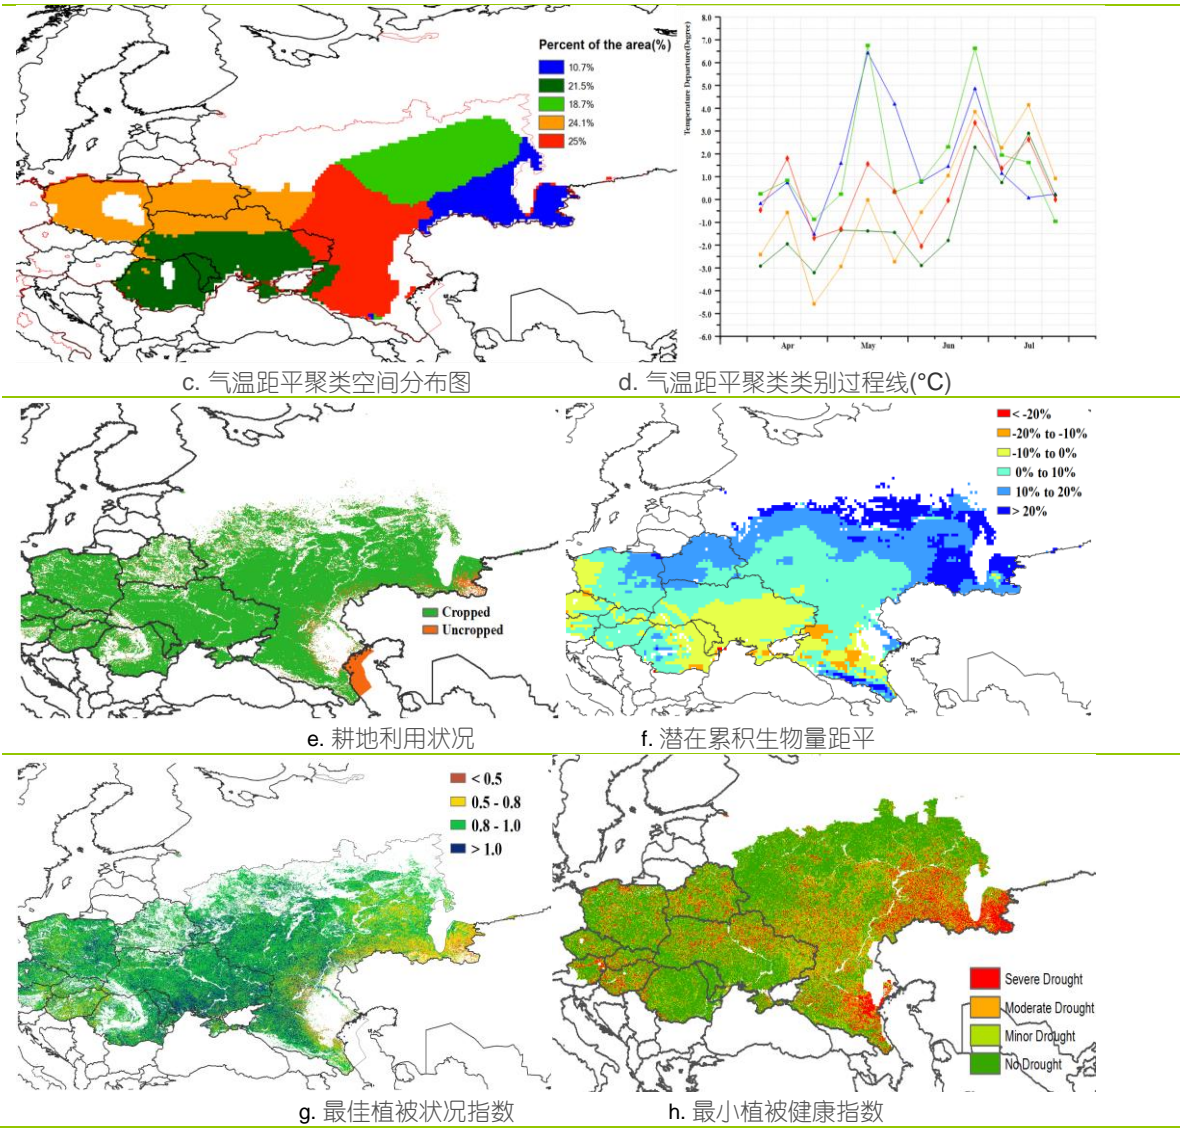 Percent of the area(%)
10.7%
21.5%
18.7%
24.1%
25%
Temperature Departure(Degree)
8.0
7.0
6.0
5.0
4.0
3.0
2.0
1.0
0.0
-1.0
-2.0
-3.0
-4.0
-5.0
-6.0
Apr May Jun Jul
c. 气温距平聚类空间分布图
d. 气温距平聚类类别过程线(°C)
Cropped
Uncropped
< -20%
-20% to -10%
-10% to 0%
0% to 10%
10% to 20%
> 20%
e. 耕地利用状况
f. 潜在累积生物量距平
< 0.5
0.5 - 0.8
0.8 - 1.0
> 1.0
Severe Drought
Moderate Drought
Minor Drought
No Drought
g. 最佳植被状况指数
h. 最小植被健康指数